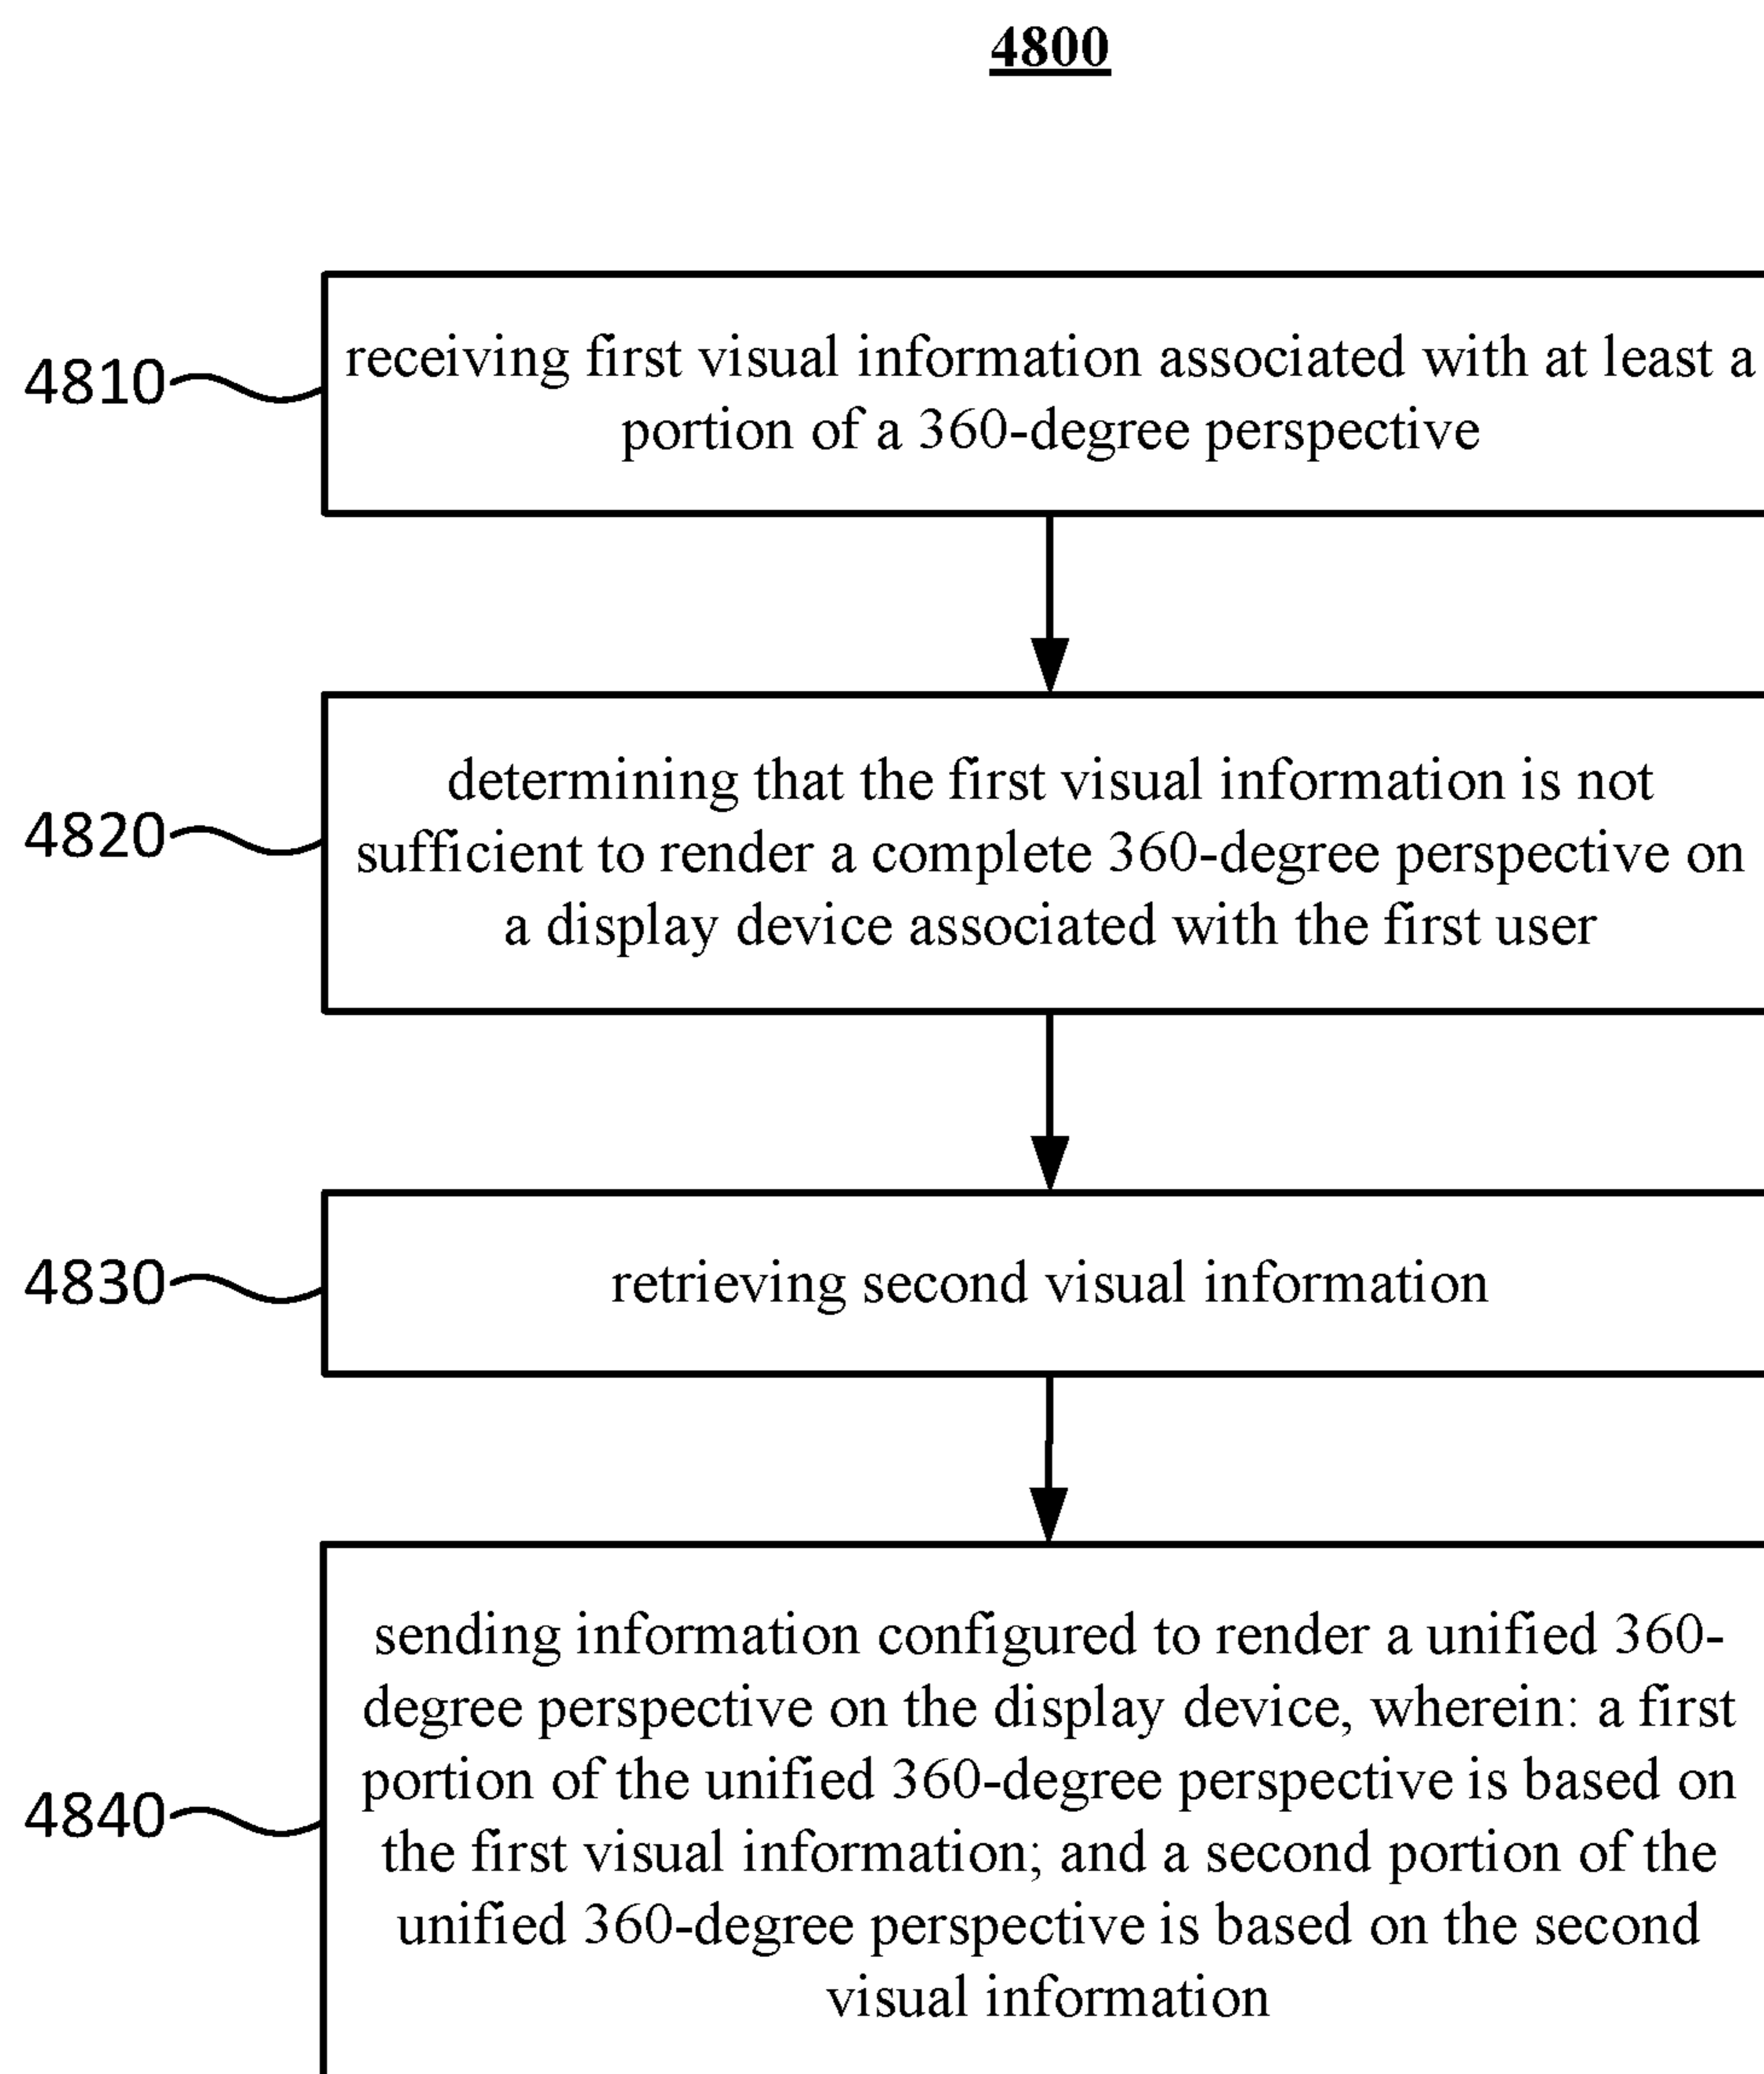 4800
4810
receiving first visual information associated with at least a
portion of a 360-degree perspective
4820
determining that the first visual information is not
sufficient to render a complete 360-degree perspective on
a display device associated with the first user
4830
retrieving second visual information
4840
sending information configured to render a unified 360-
degree perspective on the display device, wherein: a first
portion of the unified 360-degree perspective is based on
the first visual information; and a second portion of the
unified 360-degree perspective is based on the second
visual information